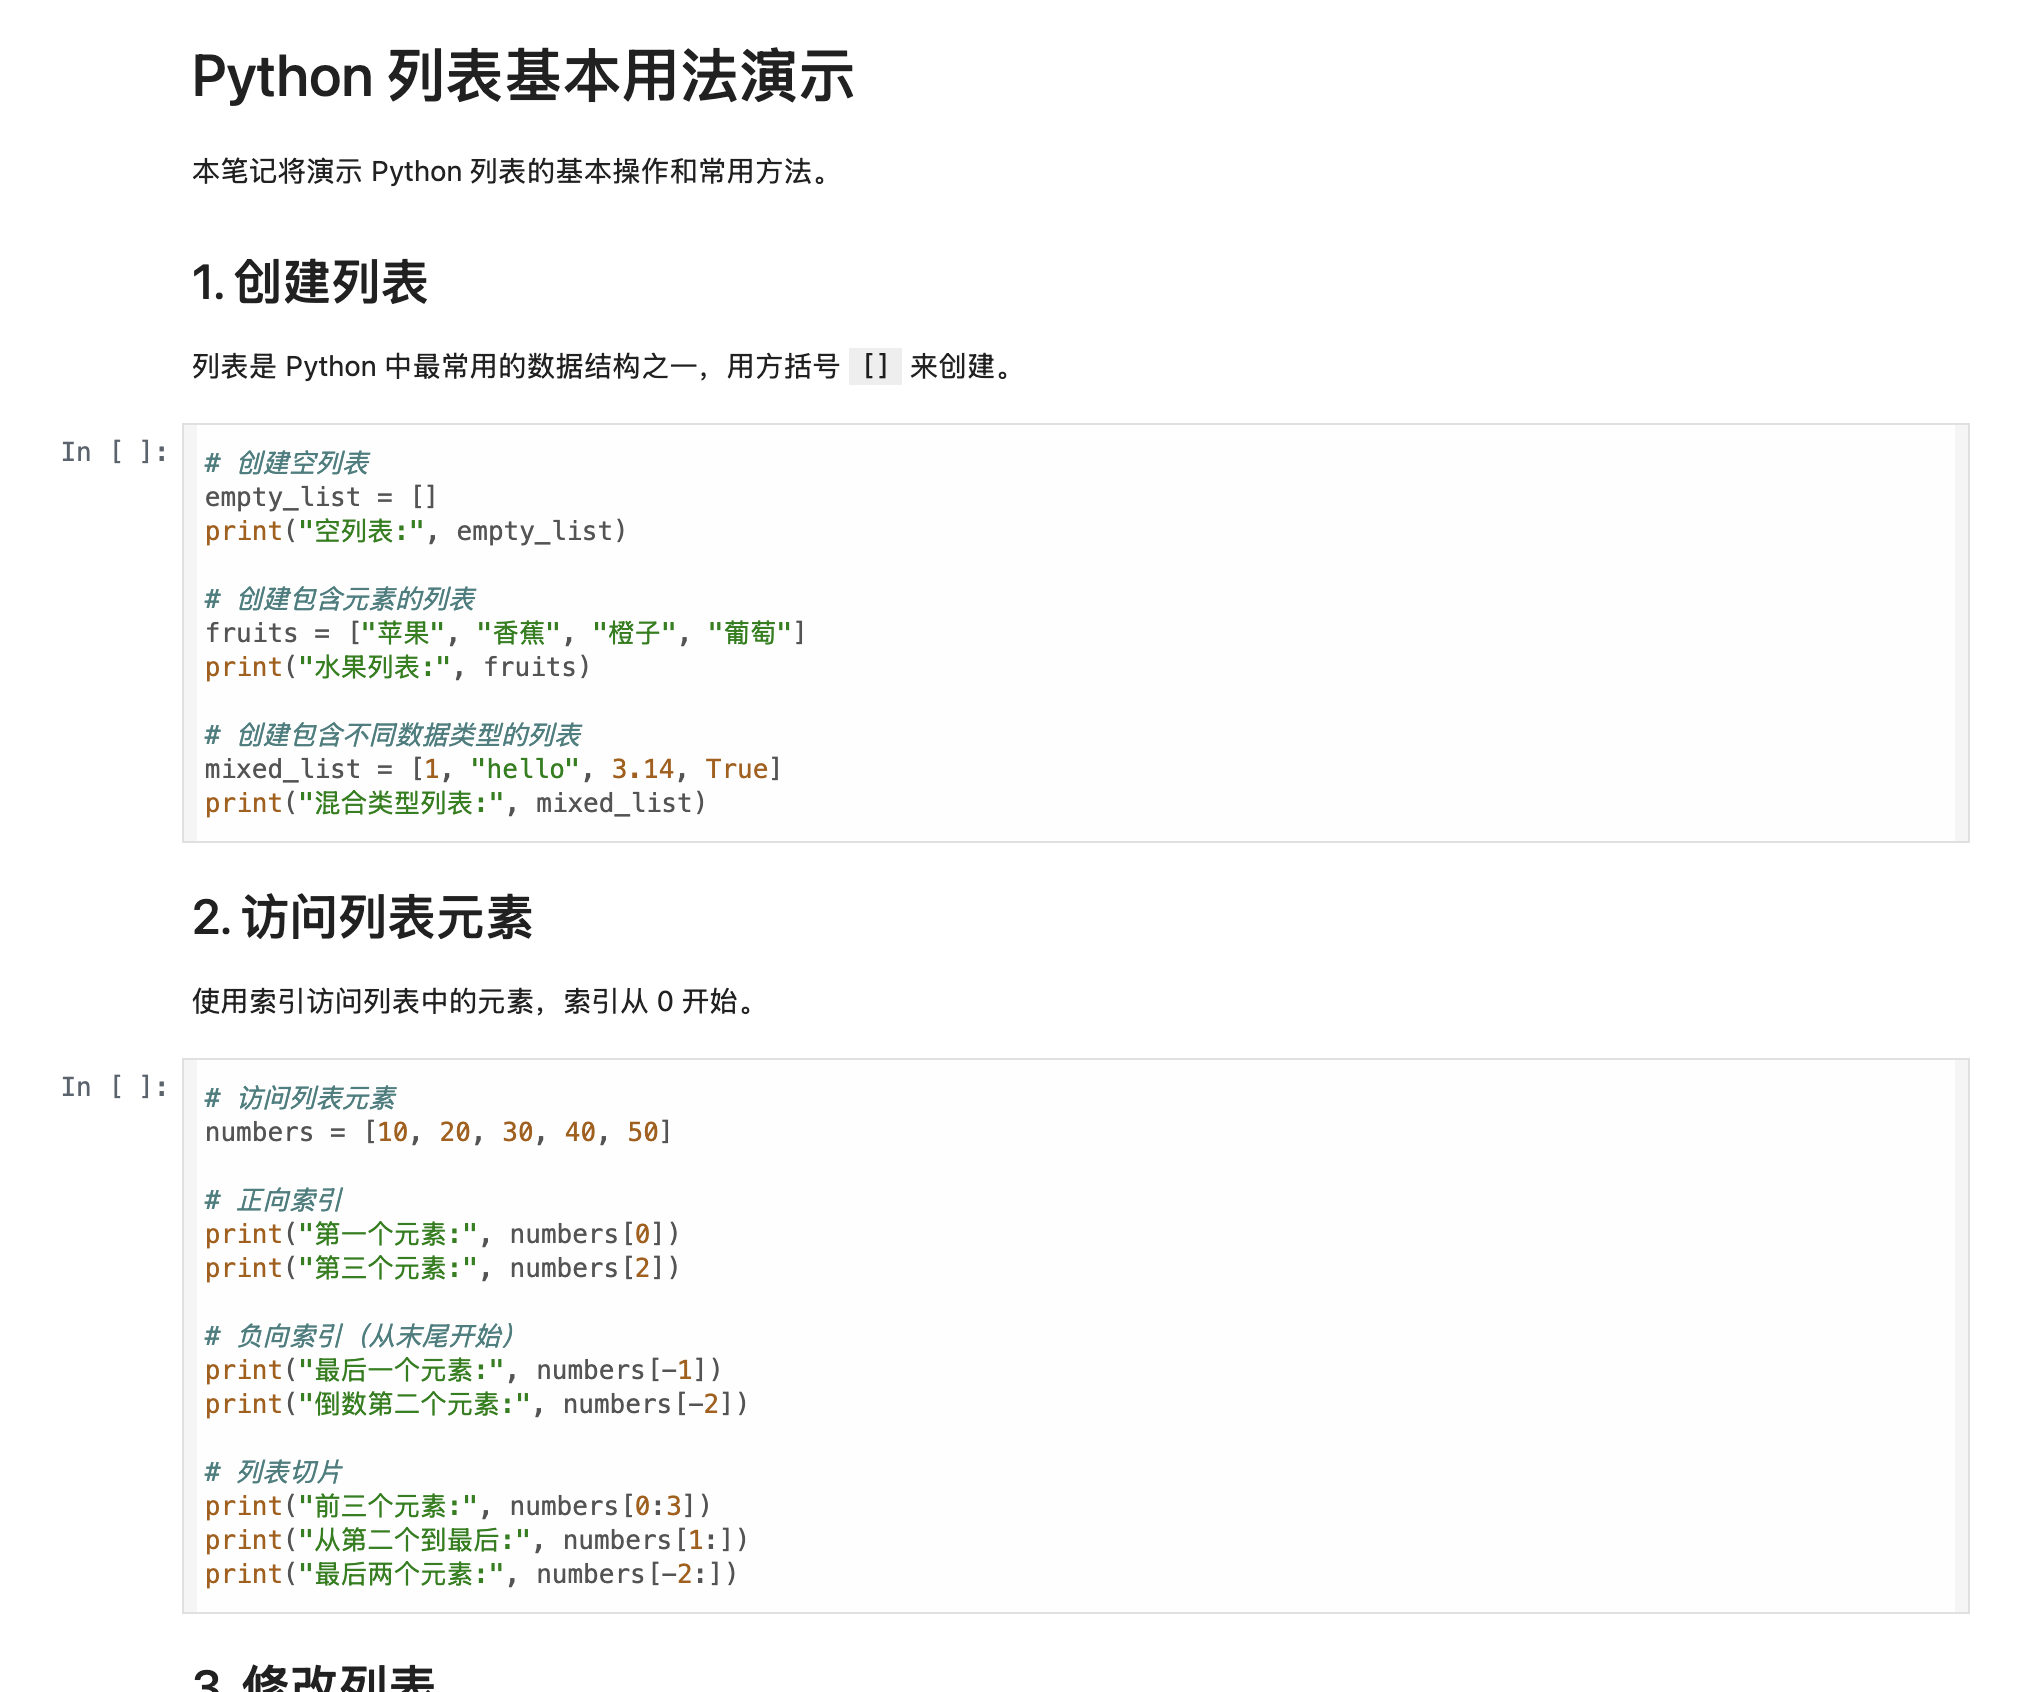 Python 列表基本用法演示
本笔记将演示 Python 列表的基本操作和常用方法。
1. 创建列表
列表是 Python 中最常用的数据结构之一，用方括号 [] 来创建。
In [ ]:
# 创建空列表
empty_list = []
print("空列表:", empty_list)
# 创建包含元素的列表
fruits = ["苹果", "香蕉", "橙子", "葡萄"]
print("水果列表:", fruits)
# 创建包含不同数据类型的列表
mixed_list = [1, "hello", 3.14, True]
print("混合类型列表:", mixed_list)
2. 访问列表元素
使用索引访问列表中的元素，索引从 0 开始。
In [ ]:
# 访问列表元素
numbers = [10, 20, 30, 40, 50]
# 正向索引
print("第一个元素:", numbers[0])
print("第三个元素:", numbers[2])
# 负向索引（从末尾开始）
print("最后一个元素:", numbers[-1])
print("倒数第二个元素:", numbers[-2])
# 列表切片
print("前三个元素:", numbers[0:3])
print("从第二个到最后:", numbers[1:])
print("最后两个元素:", numbers[-2:])
3. 修改列表